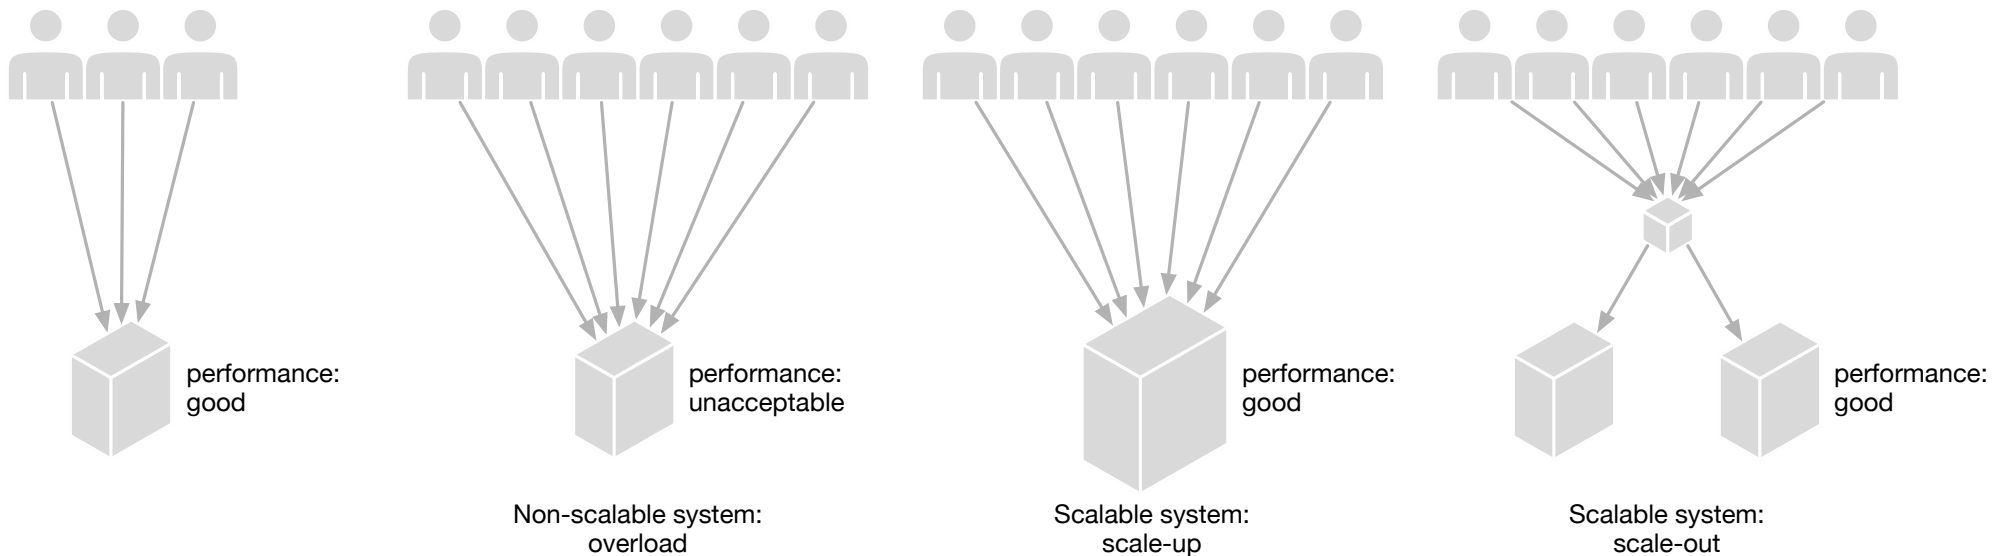 performance:
good
performance:
unacceptable
Non-scalable system:
overload
performance:
good
Scalable system:
scale-up
performance:
good
Scalable system:
scale-out